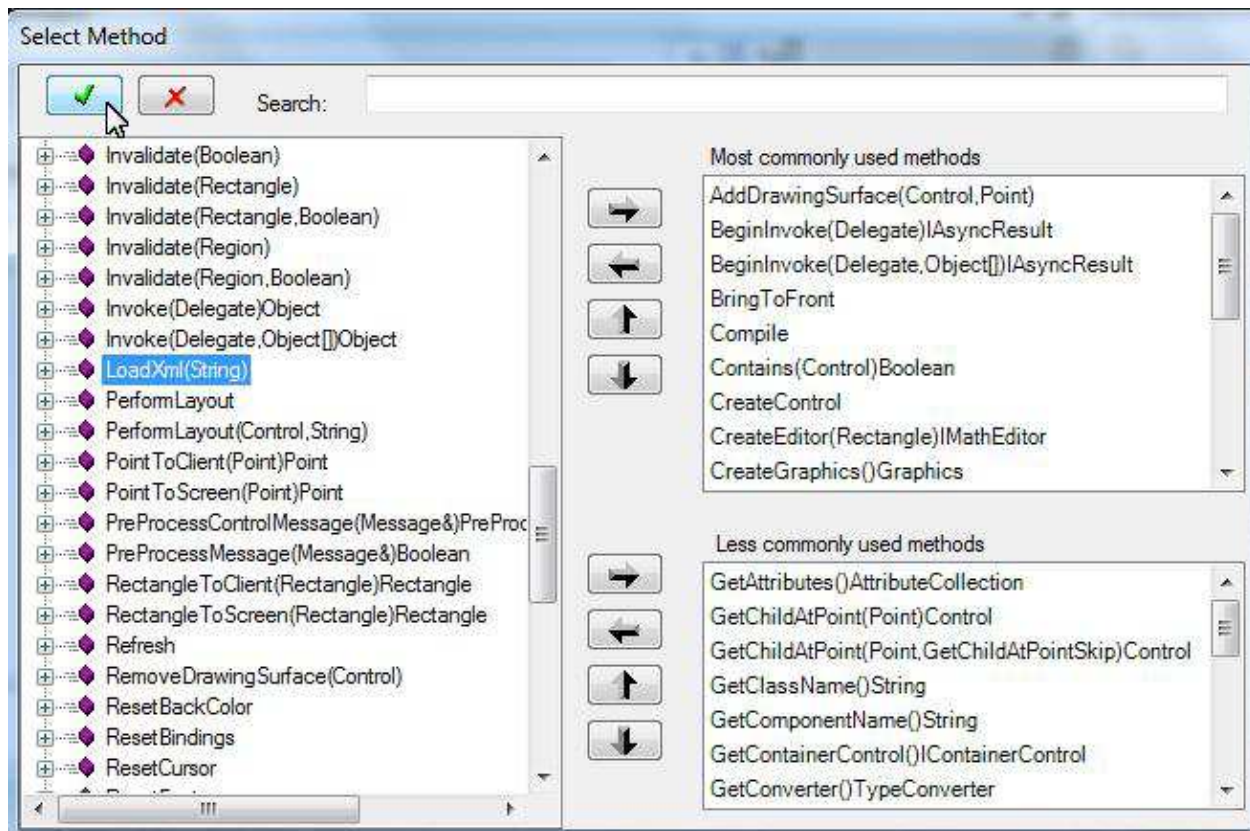 Select Method
Search:
Invalidate(Boolean)
Invalidate(Rectangle)
Invalidate(Rectangle,Boolean)
Invalidate(Region)
Invalidate(Region,Boolean)
Invoke(Delegate)Object
Invoke(Delegate,Object[])Object
LoadXml(String)
PerformLayout
PerformLayout(Control,String)
PointToClient(Point)Point
PointToScreen(Point)Point
PreProcessControlMessage(Message&)PreProc
PreProcessMessage(Message&)Boolean
RectangleToClient(Rectangle)Rectangle
RectangleToScreen(Rectangle)Rectangle
Refresh
RemoveDrawingSurface(Control)
ResetBackColor
ResetBindings
ResetCursor
Most commonly used methods
AddDrawingSurface(Control,Point)
BeginInvoke(Delegate)IAsyncResult
BeginInvoke(Delegate,Object[])IAsyncResult
BringToFront
Compile
Contains(Control)Boolean
CreateControl
CreateEditor(Rectangle)IMathEditor
CreateGraphics()Graphics
Less commonly used methods
GetAttributes()AttributeCollection
GetChildAtPoint(Point)Control
GetChildAtPoint(Point,GetChildAtPointSkip)Control
GetClassName()String
GetComponentName()String
GetContainerControl()IContainerControl
GetConverter()TypeConverter